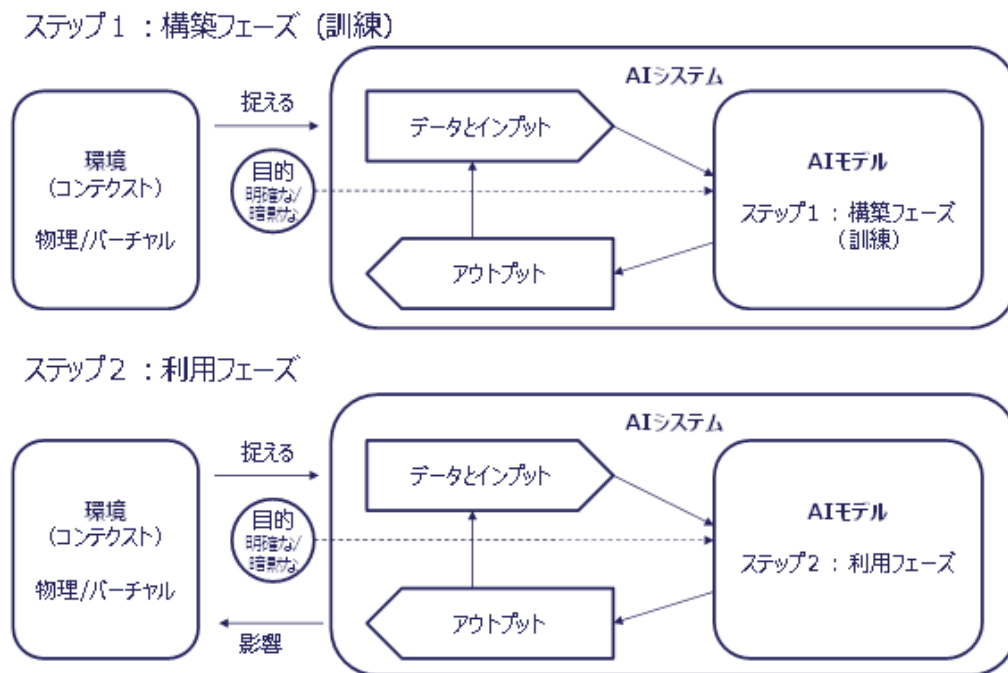 ステップ1：構築フェーズ（訓練）
AIシステム
捉える
データとインプット
環境
（コンテクスト）
物理/バーチャル
目的
明確な/
暗黙な
AIモデル
ステップ1：構築フェーズ
（訓練）
アウトプット
ステップ2：利用フェーズ
AIシステム
捉える
データとインプット
環境
（コンテクスト）
物理/バーチャル
目的
明確な/
暗黙な
AIモデル
ステップ2：利用フェーズ
アウトプット
影響